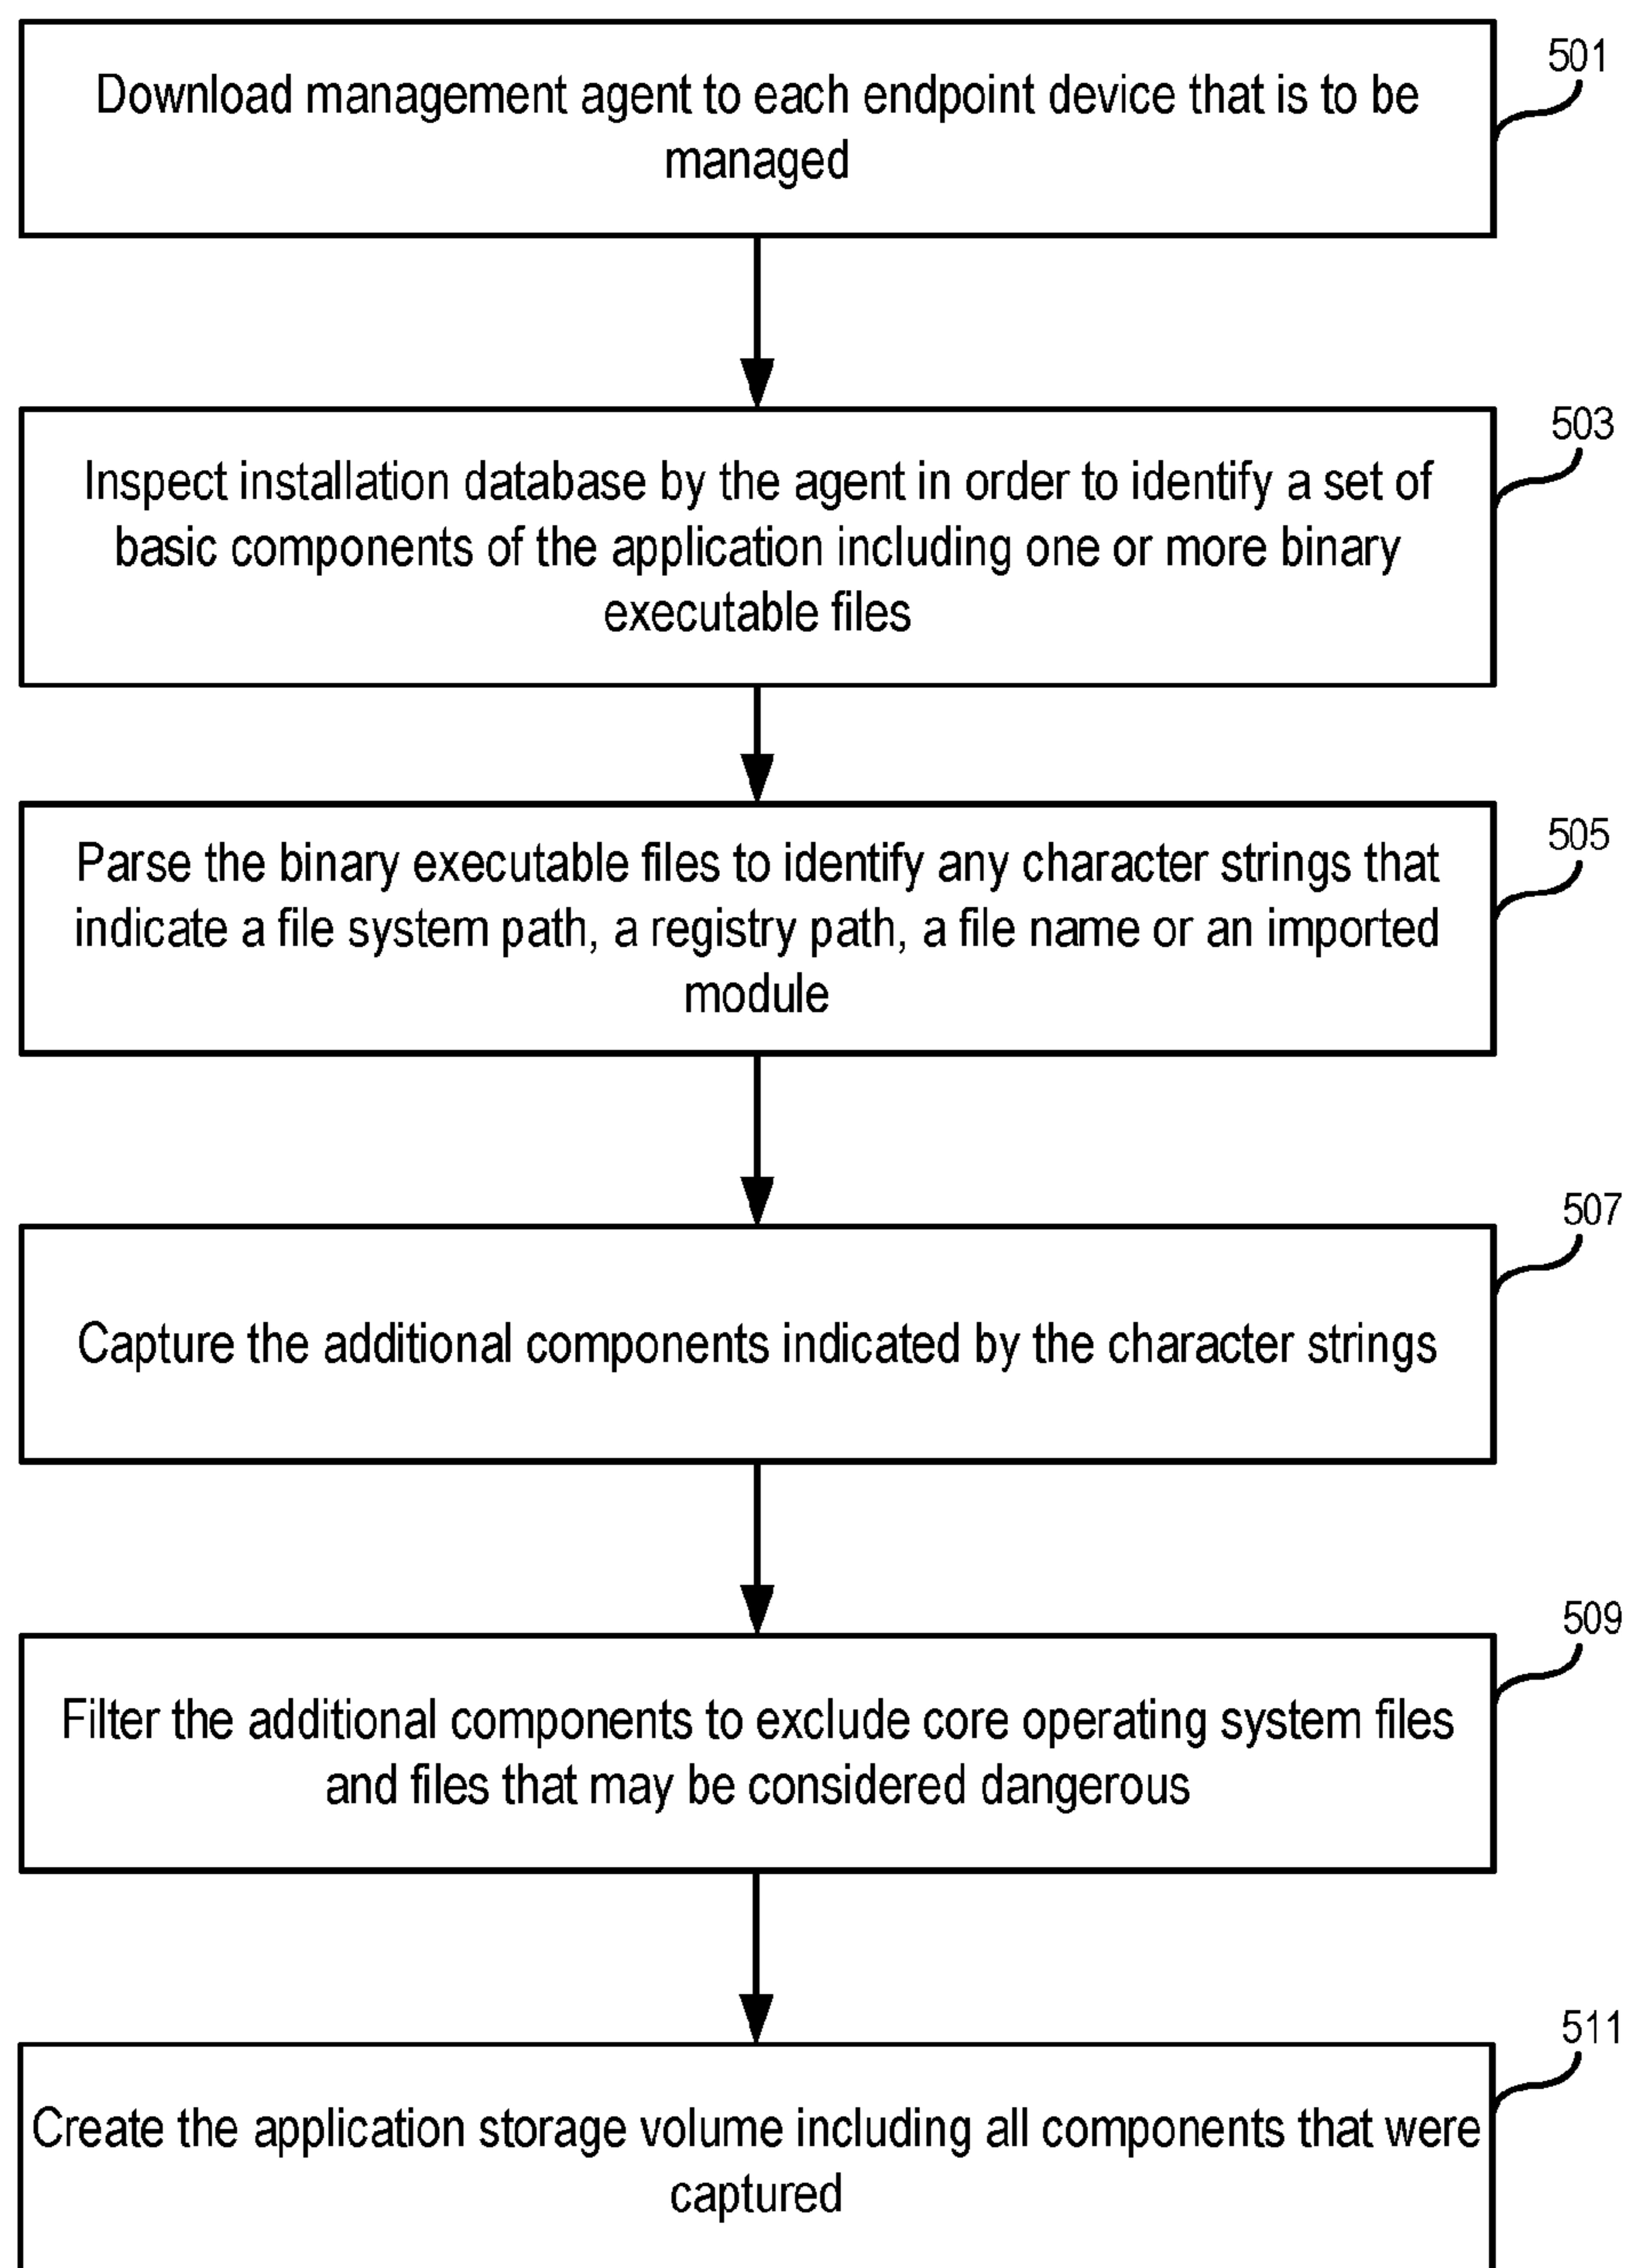 501
Download management agent to each endpoint device that is to be
managed
503
Inspect installation database by the agent in order to identify a set of
basic components of the application including one or more binary
executable files
505
Parse the binary executable files to identify any character strings that
indicate a file system path, a registry path, a file name or an imported
module
507
Capture the additional components indicated by the character strings
509
Filter the additional components to exclude core operating system files
and files that may be considered dangerous
511
Create the application storage volume including all components that were
captured